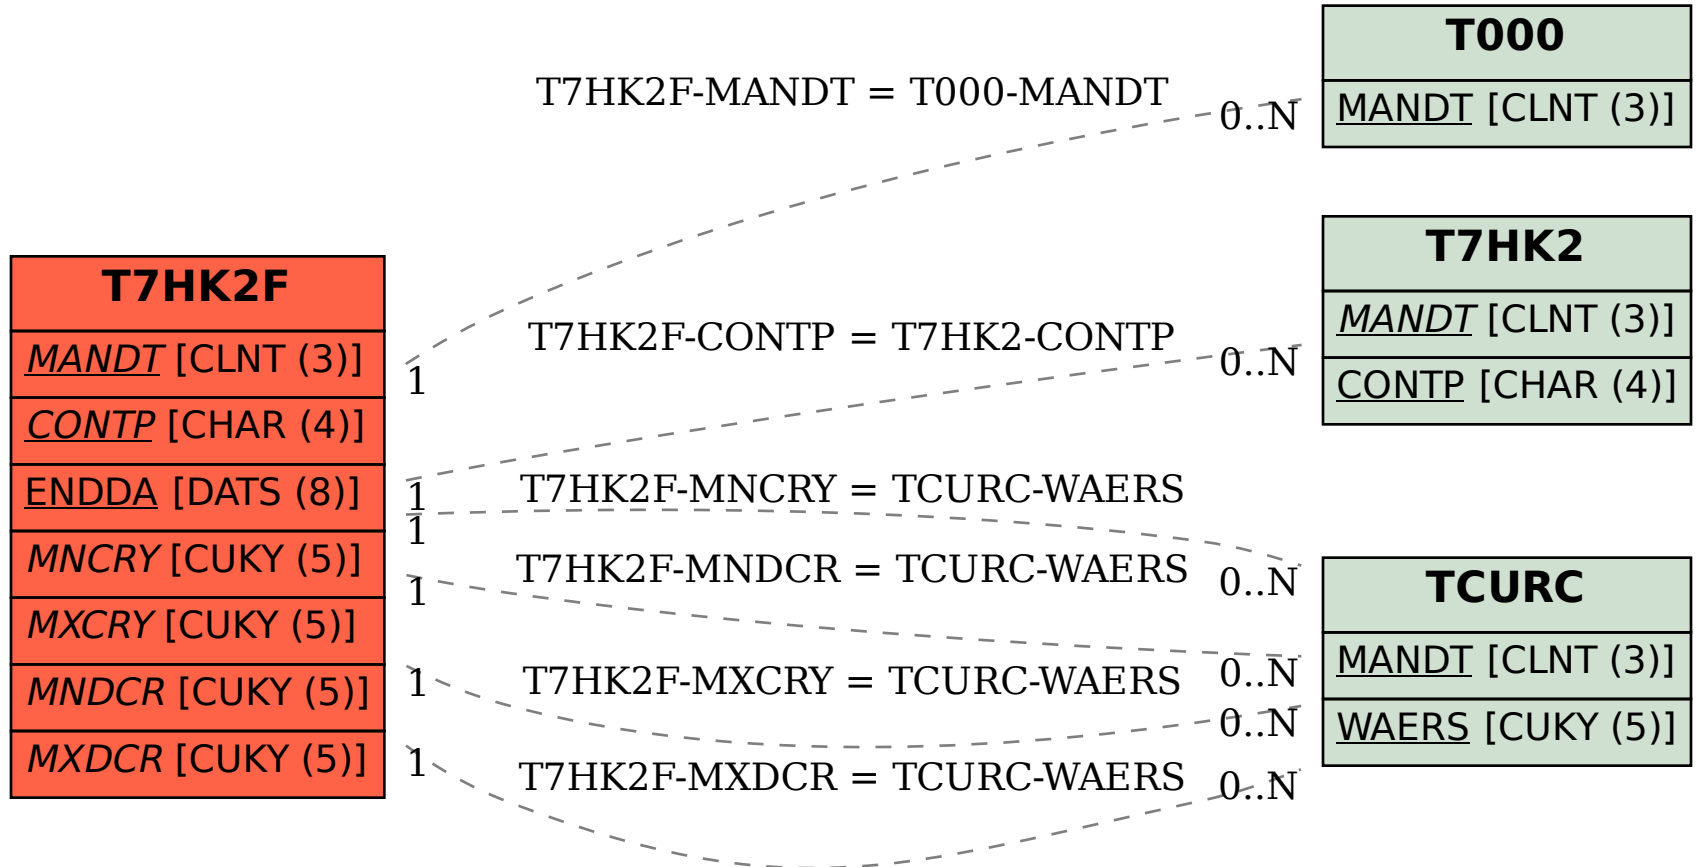 T7HK2F
MANDT [CLNT (3)]
CONTP [CHAR (4)]
ENDDA [DATS (8)]
MNCRY [CUKY (5)]
MXCRY [CUKY (5)]
MNDCR [CUKY (5)]
MXDCR [CUKY (5)]
T7HK2F-MANDT = T000-MANDT
1
0..N
T7HK2F-CONTP = T7HK2-CONTP
1
0..N
T7HK2F-MNCRY = TCURC-WAERS
1
0..N
T7HK2F-MNDCR = TCURC-WAERS
1
0..N
T7HK2F-MXCRY = TCURC-WAERS
1
0..N
T7HK2F-MXDCR = TCURC-WAERS
1
0..N
T000
MANDT [CLNT (3)]
T7HK2
MANDT [CLNT (3)]
CONTP [CHAR (4)]
TCURC
MANDT [CLNT (3)]
WAERS [CUKY (5)]